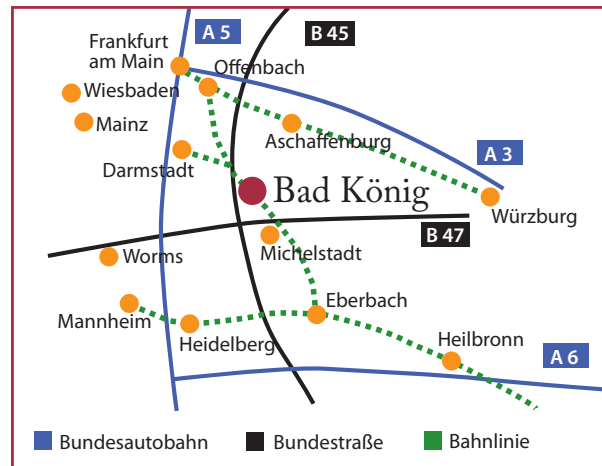 A 5
B 45
Frankfurt
am Main
Offenbach
Wiesbaden
Mainz
Aschaffenburg
Darmstadt
A 3
Bad König
Würzburg
B 47
Michelstadt
Worms
Eberbach
Mannheim
Heidelberg
Heilbronn
A 6
Bundesautobahn
Bundestraße
Bahnlinie